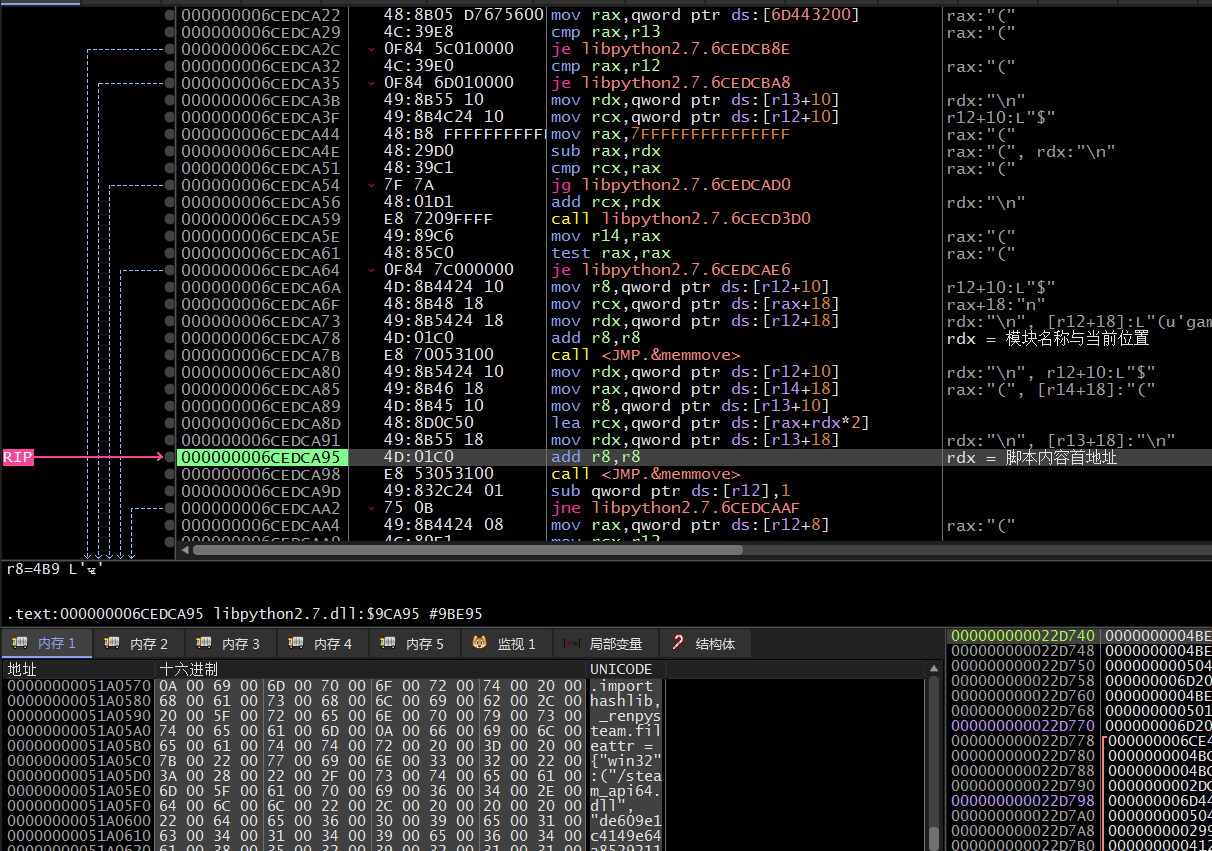 000000006CEDCA22 48:8B05 D7675600 mov rax,qword ptr ds:[6D443200] rax:"("
000000006CEDCA29 4C:39E8 cmp rax,r13 rax:"("
000000006CEDCA2C 0F84 5C010000 je libpython2.7.6CEDCB8E
000000006CEDCA32 4C:39E0 cmp rax,r12 rax:"("
000000006CEDCA35 0F84 6D010000 je libpython2.7.6CEDCBA8
000000006CEDCA3B 49:8B55 10 mov rdx,qword ptr ds:[r13+10] rdx:"\n"
000000006CEDCA3F 49:8B4C24 10 mov rcx,qword ptr ds:[r12+10] r12+10:L"$"
000000006CEDCA44 48:B8 FFFFFFFFFFF mov rax,7FFFFFFFFFFFFFFF rax:"("
000000006CEDCA4E 48:29D0 sub rax,rdx rax:"(", rdx:"\n"
000000006CEDCA51 48:39C1 cmp rcx,rax rax:"("
000000006CEDCA54 7F 7A jg libpython2.7.6CEDCAD0
000000006CEDCA56 48:01D1 add rcx,rdx rdx:"\n"
000000006CEDCA59 E8 7209FFFF call libpython2.7.6CECD3D0
000000006CEDCA5E 49:89C6 mov r14,rax rax:"("
000000006CEDCA61 48:85C0 test rax,rax rax:"("
000000006CEDCA64 0F84 7C000000 je libpython2.7.6CEDCAE6
000000006CEDCA6A 4D:8B4424 10 mov r8,qword ptr ds:[r12+10] r12+10:L"$"
000000006CEDCA6F 48:8B48 18 mov rcx,qword ptr ds:[rax+18] rax+18:"n"
000000006CEDCA73 49:8B5424 18 mov rdx,qword ptr ds:[r12+18] rdx:"\n", [r12+18]:L"(u'gam
000000006CEDCA78 4D:01C0 add r8,r8 rdx = 模块名称与当前位置
000000006CEDCA7B E8 70053100 call <JMP.&memmove>
000000006CEDCA80 49:8B5424 10 mov rdx,qword ptr ds:[r12+10] rdx:"\n", r12+10:L"$"
000000006CEDCA85 49:8B46 18 mov rax,qword ptr ds:[r14+18] rax:"(", [r14+18]:"("
000000006CEDCA89 4D:8B45 10 mov r8,qword ptr ds:[r13+10]
000000006CEDCA8D 48:8D0C50 lea rcx,qword ptr ds:[rax+rdx*2]
000000006CEDCA91 49:8B55 18 mov rdx,qword ptr ds:[r13+18] rdx:"\n", [r13+18]:"\n"
RIP 000000006CEDCA95 4D:01C0 add r8,r8 rdx = 脚本内容首地址
000000006CEDCA98 E8 53053100 call <JMP.&memmove>
000000006CEDCA9D 49:832C24 01 sub qword ptr ds:[r12],1
000000006CEDCAA2 75 0B jne libpython2.7.6CEDCAAF
000000006CEDCAA4 49:8B4424 08 mov rax,qword ptr ds:[r12+8] rax:"("
r8=4B9 L'
.text:000000006CEDCA95 libpython2.7.dll:$9CA95 #9BE95
内存 1 内存 2 内存 3 内存 4 内存 5 监视 1 局部变量 结构体
地址 十六进制 UNICODE
00000000051A0570 0A 00 69 00 6D 00 70 00 6F 00 72 00 74 00 20 00 .import
00000000051A0580 68 00 61 00 73 00 68 00 6C 00 69 00 62 00 2C 00 hashlib,
00000000051A0590 20 00 5F 00 72 00 65 00 6E 00 70 00 79 00 73 00 _renpys
00000000051A05A0 74 00 65 00 61 00 6D 00 0A 00 66 00 69 00 6C 00 team.fil
00000000051A05B0 65 00 61 00 74 00 74 00 72 00 20 00 3D 00 20 00 eattr =
00000000051A05C0 7B 00 22 00 77 00 69 00 6E 00 33 00 32 00 22 00 {"win32"
00000000051A05D0 3A 00 28 00 22 00 2F 00 73 00 74 00 65 00 61 00 :("/stea
00000000051A05E0 6D 00 5F 00 61 00 70 00 69 00 36 00 34 00 2E 00 m_api64.
00000000051A05F0 64 00 6C 00 6C 00 22 00 2C 00 20 00 20 00 20 00 dll",
00000000051A0600 22 00 64 00 65 00 36 00 30 00 39 00 65 00 31 00 "de609e1
00000000051A0610 63 00 34 00 31 00 34 00 39 00 65 00 36 00 34 00 c4149e64
000000000022D740 0000000004BE
000000000022D748 0000000004BE
000000000022D750 000000000504
000000000022D758 000000006D20
000000000022D760 0000000004BE
000000000022D768 000000000501
000000000022D770 000000006D20
000000000022D778 000000006CE4
000000000022D780 0000000004BC
000000000022D788 0000000004BC
000000000022D790 0000000002DC
000000000022D798 000000006D44
000000000022D7A0 000000000504
000000000022D7A8 000000000299
000000000022D7B0 000000000412